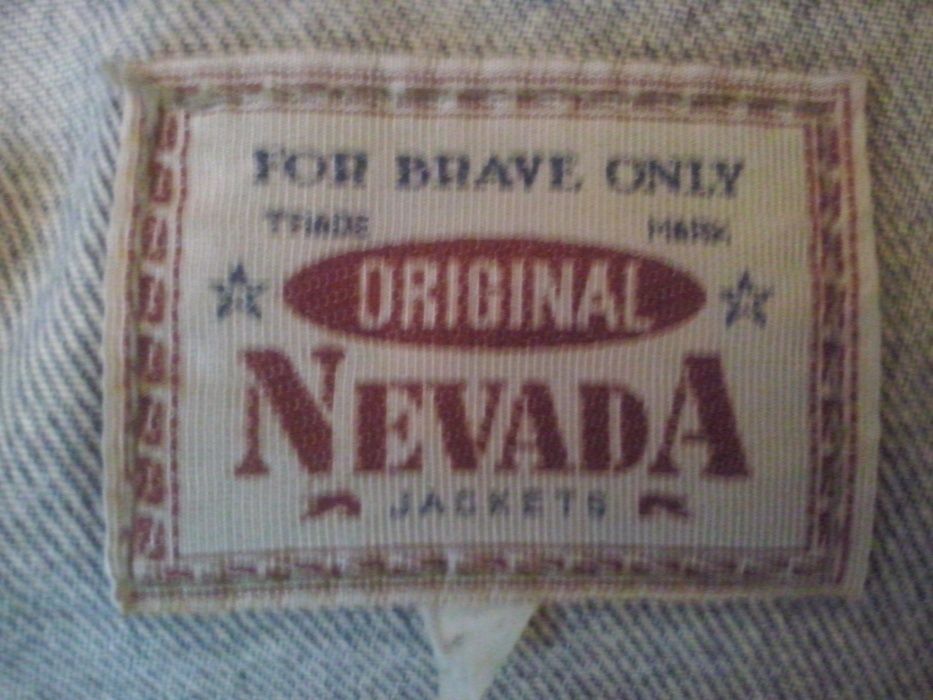 FOR BRAVE ONLY
TRADE MARK
ORIGINAL
NEVADA
JACKETS